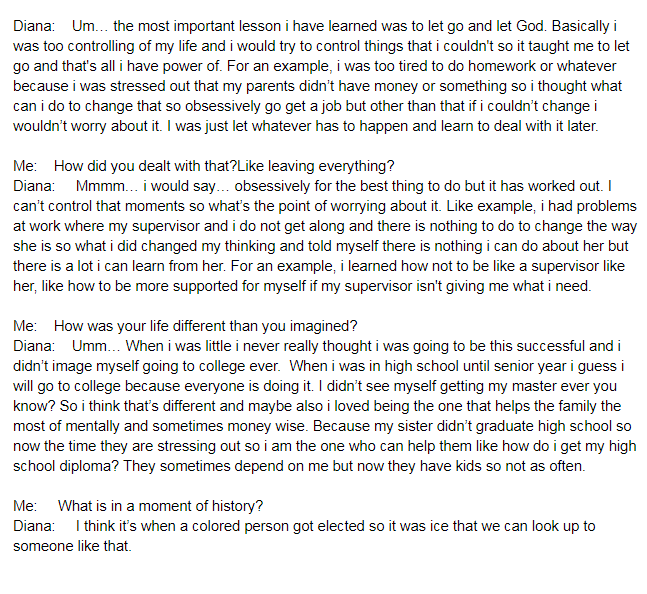 Diana: Um... the most important lesson i have learned was to let go and let God. Basically i
was too controlling of my life and i would try to control things that i couldn't so it taught me to let
go and that's all i have power of. For an example, i was too tired to do homework or whatever
because i was stressed out that my parents didn't have money or something so i thought what
can i do to change that so obsessively go get a job but other than that if i couldn't change i
wouldn't worry about it. I was just let whatever has to happen and learn to deal with it later.
Me: How did you dealt with that?Like leaving everything?
Diana: Mmmm... i would say... obsessively for the best thing to do but it has worked out. I
can't control that moments so what's the point of worrying about it. Like example, i had problems
at work where my supervisor and i do not get along and there is nothing to do to change the way
she is so what i did changed my thinking and told myself there is nothing i can do about her but
there is a lot i can learn from her. For an example, i learned how not to be like a supervisor like
her, like how to be more supported for myself if my supervisor isn't giving me what i need.
Me: How was your life different than you imagined?
Diana: Umm... When i was little i never really thought i was going to be this successful and i
didn't image myself going to college ever. When i was in high school until senior year i guess i
will go to college because everyone is doing it. I didn't see myself getting my master ever you
know? So i think that's different and maybe also i loved being the one that helps the family the
most of mentally and sometimes money wise. Because my sister didn't graduate high school so
now the time they are stressing out so i am the one who can help them like how do i get my high
school diploma? They sometimes depend on me but now they have kids so not as often.
Me: What is in a moment of history?
Diana: I think it's when a colored person got elected so it was ice that we can look up to
someone like that.